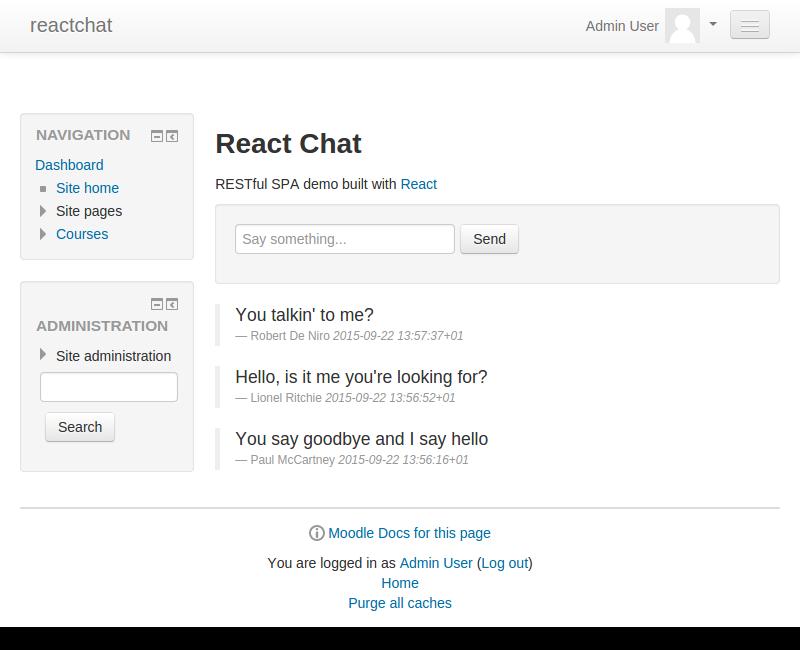 reactchat
Admin User
NAVIGATION
Dashboard
Site home
Site pages
Courses
ADMINISTRATION
Site administration
Search
React Chat
RESTful SPA demo built with React
Say something...
Send
You talkin' to me?
— Robert De Niro 2015-09-22 13:57:37+01
Hello, is it me you're looking for?
— Lionel Ritchie 2015-09-22 13:56:52+01
You say goodbye and I say hello
— Paul McCartney 2015-09-22 13:56:16+01
Moodle Docs for this page
You are logged in as Admin User (Log out)
Home
Purge all caches